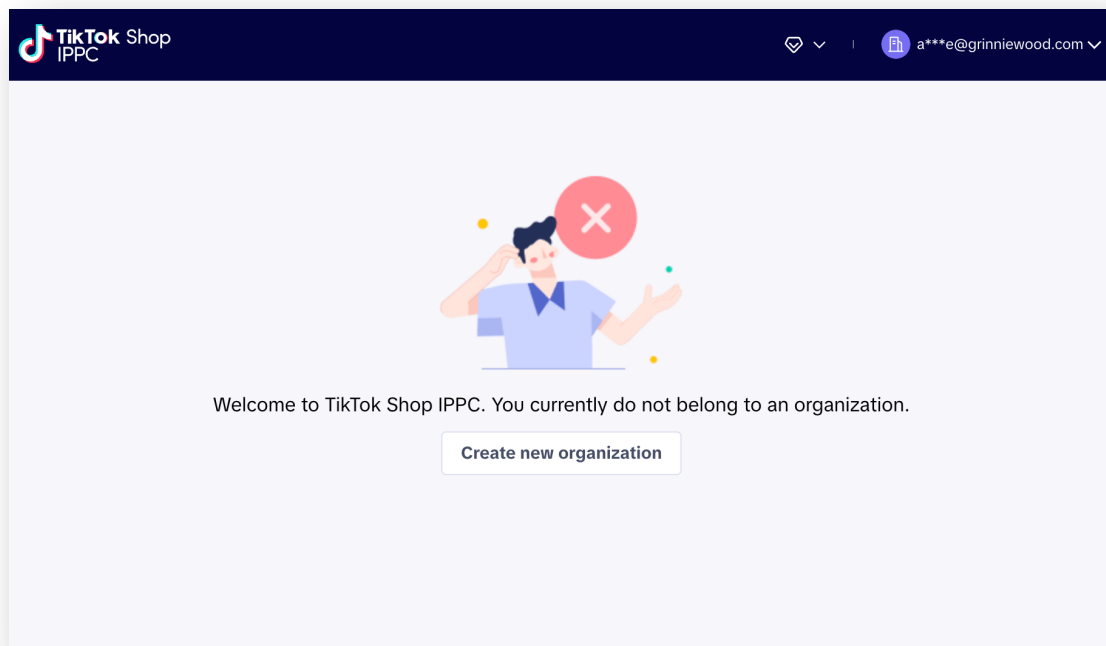 TikTok Shop
IPPC
a***e@grinniewood.com
Welcome to TikTok Shop IPPC. You currently do not belong to an organization.
Create new organization